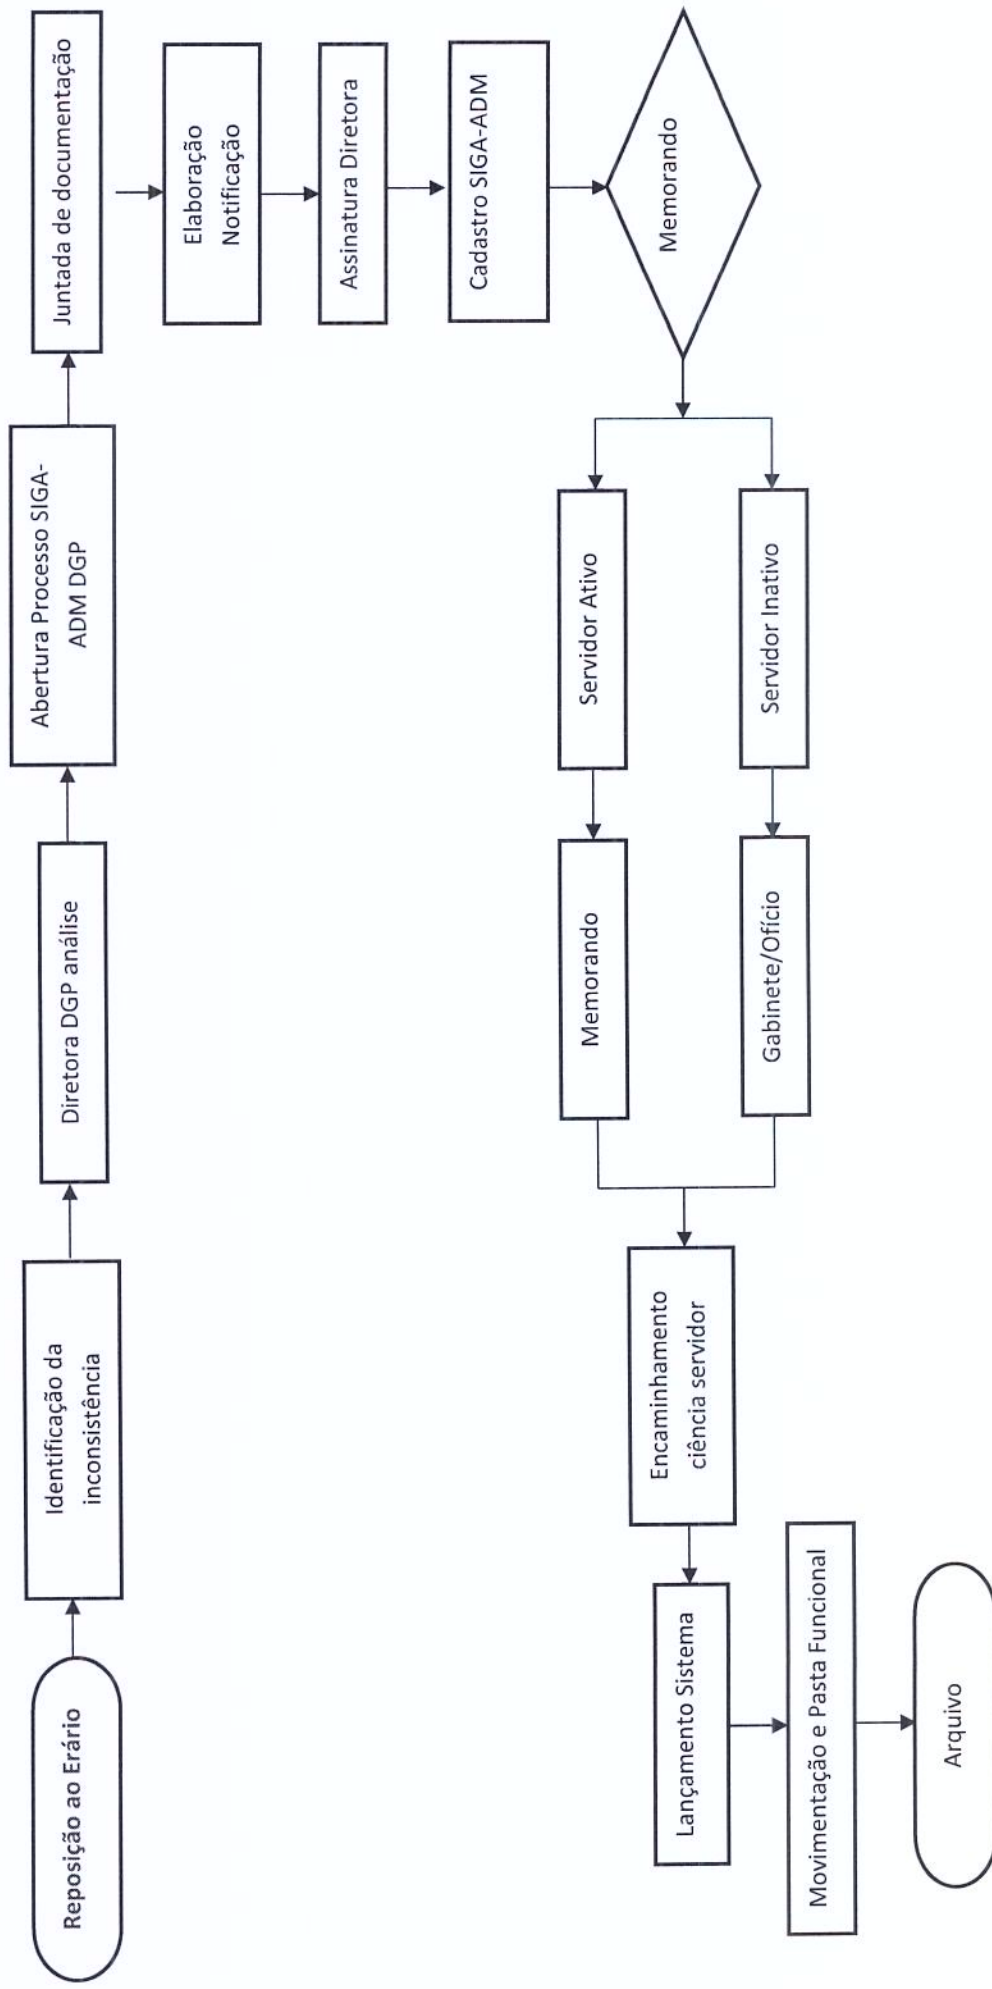 Reposição ao Erário
Identificação da
inconsistência
Diretora DGP análise
Abertura Processo SIGA-
ADM DGP
Juntada de documentação
Elaboração
Notificação
Assinatura Diretora
Cadastro SIGA-ADM
Memorando
Servidor Ativo
Servidor Inativo
Memorando
Gabinete/Ofício
Encaminhamento
ciência servidor
Lançamento Sistema
Movimentação e Pasta Funcional
Arquivo